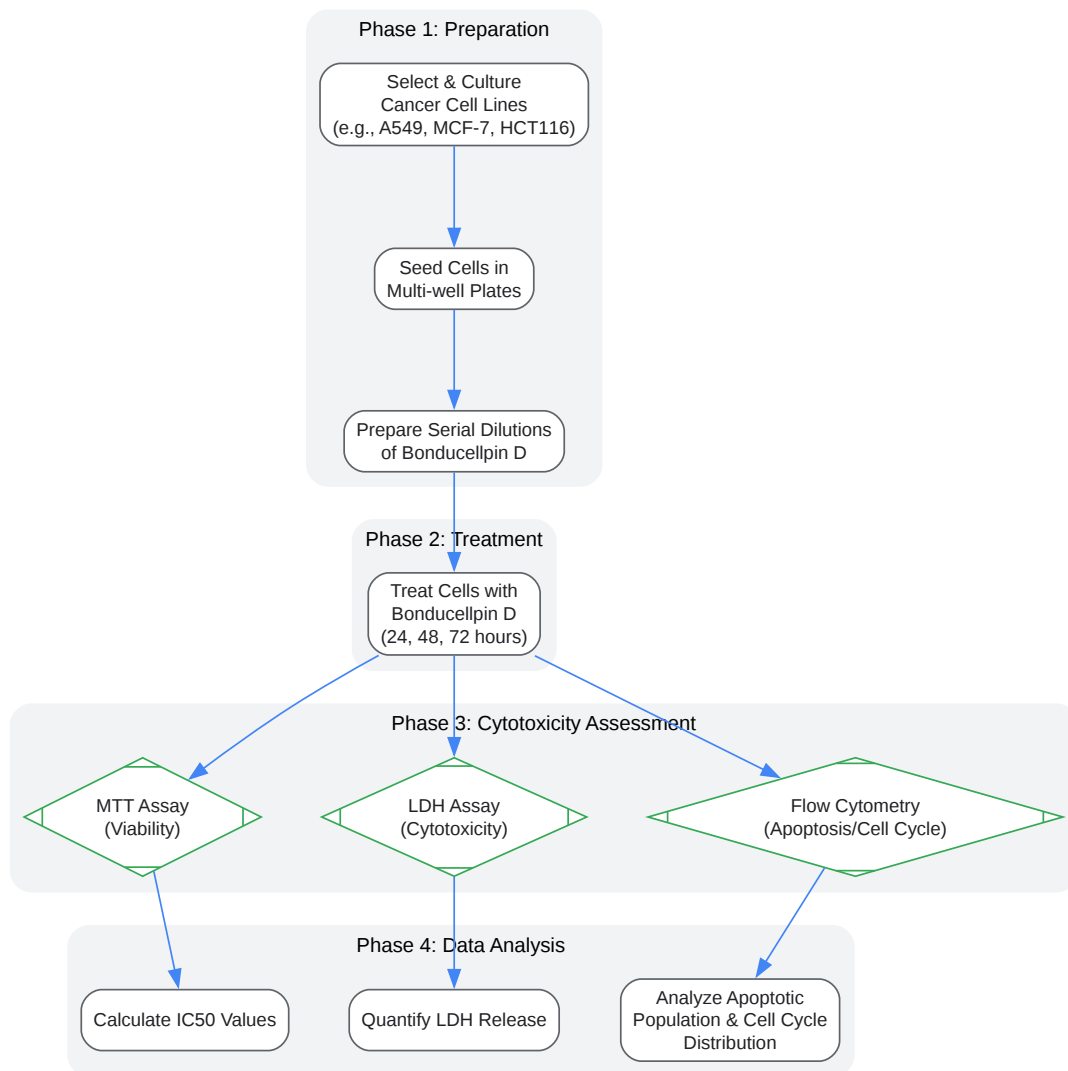 Phase 1: Preparation
Select & Culture
Cancer Cell Lines
(e.g., A549, MCF-7, HCT116)
Seed Cells in
Multi-well Plates
Prepare Serial Dilutions
of Bonducellpin D
Phase 2: Treatment
Treat Cells with
Bonducellpin D
(24, 48, 72 hours)
Phase 3: Cytotoxicity Assessment
MTT Assay
(Viability)
LDH Assay
(Cytotoxicity)
Flow Cytometry
(Apoptosis/Cell Cycle)
Phase 4: Data Analysis
Calculate IC50 Values
Quantify LDH Release
Analyze Apoptotic
Population & Cell Cycle
Distribution